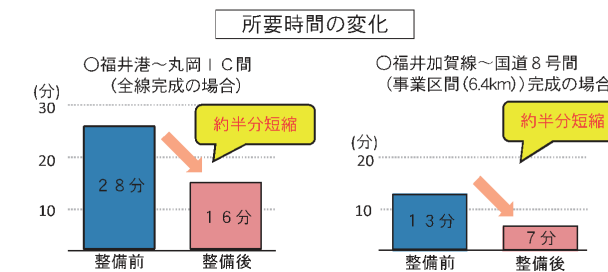 所要時間の変化
○福井港～丸岡ＩＣ間
（全線完成の場合）
(分)
30
20
10
約半分短縮
２８分
１６分
整備前
整備後
○福井加賀線～国道８号間
（事業区間(6.4km)）完成の場合
(分)
20
10
約半分短縮
１３分
７分
整備前
整備後